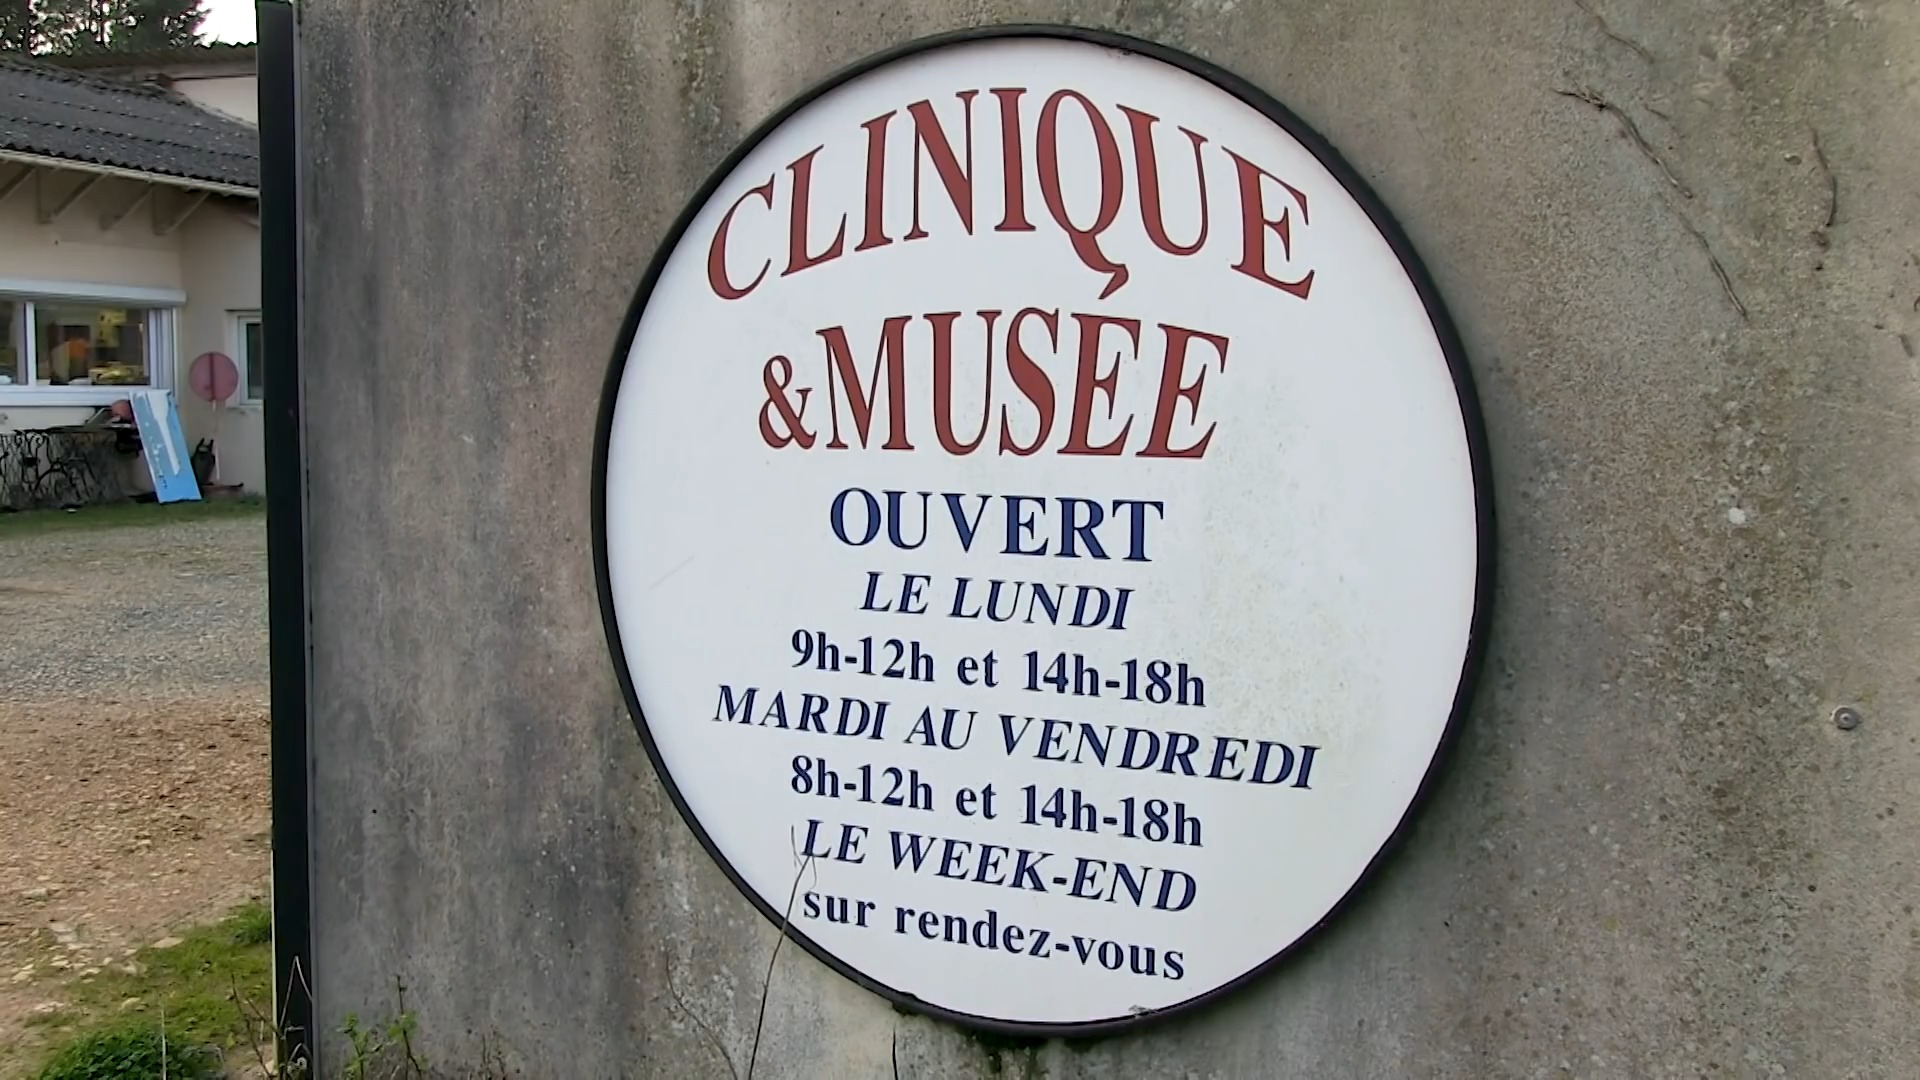 CLINIQUE
& MUSÉE
OUVERT
LE LUNDI
9h-12h et 14h-18h
MARDI AU VENDREDI
8h-12h et 14h-18h
LE WEEK-END
sur rendez-vous